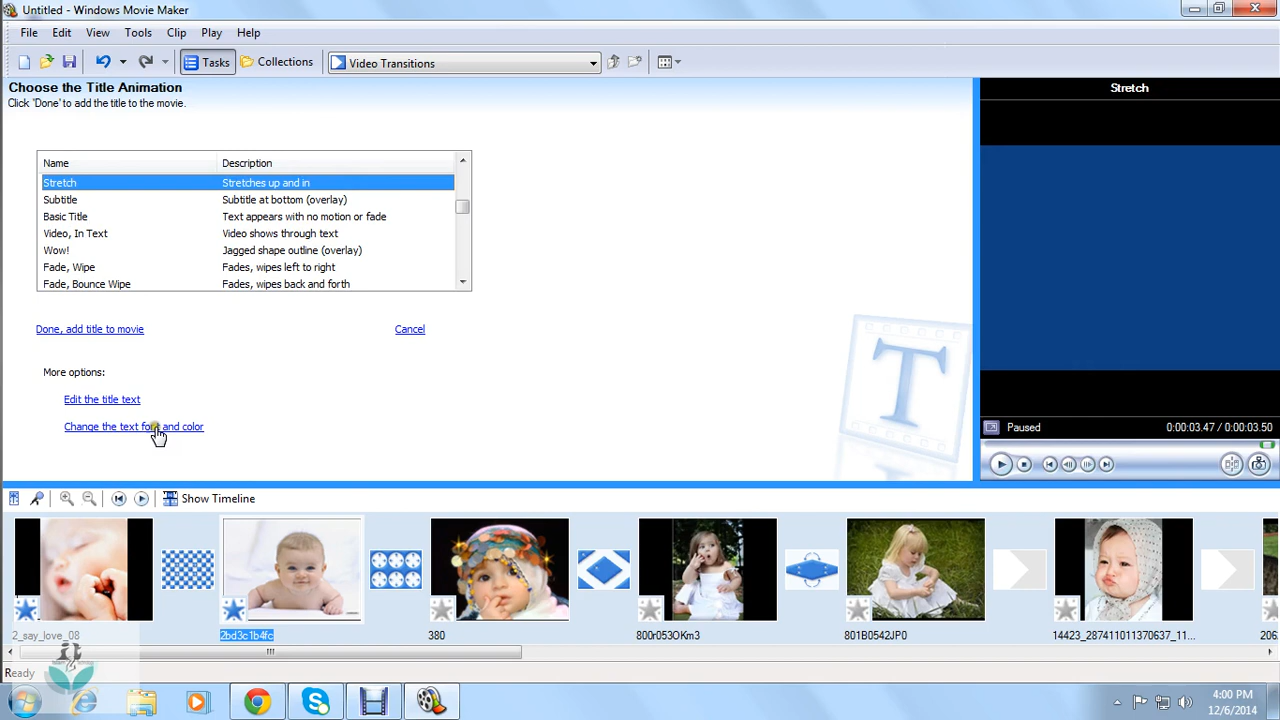 Untitled - Windows Movie Maker
File Edit View Tools Clip Play Help
Tasks Collections Video Transitions
Choose the Title Animation
Click 'Done' to add the title to the movie.
Name Description
Stretch Stretches up and in
Subtitle Subtitle at bottom (overlay)
Basic Title Text appears with no motion or fade
Video, In Text Video shows through text
Wow! Jagged shape outline (overlay)
Fade, Wipe Fades, wipes left to right
Fade, Bounce Wipe Fades, wipes back and forth
Done, add title to movie Cancel
More options:
Edit the title text
Change the text font and color
T
Stretch
Paused 0:00:03.47 / 0:00:03.50
Show Timeline
2_say_love_08 2bd3c1b4fc 380 800r053OKm3 801B0542JP0 14423_287411011370637_11... 206
Ready
4:00 PM
12/6/2014